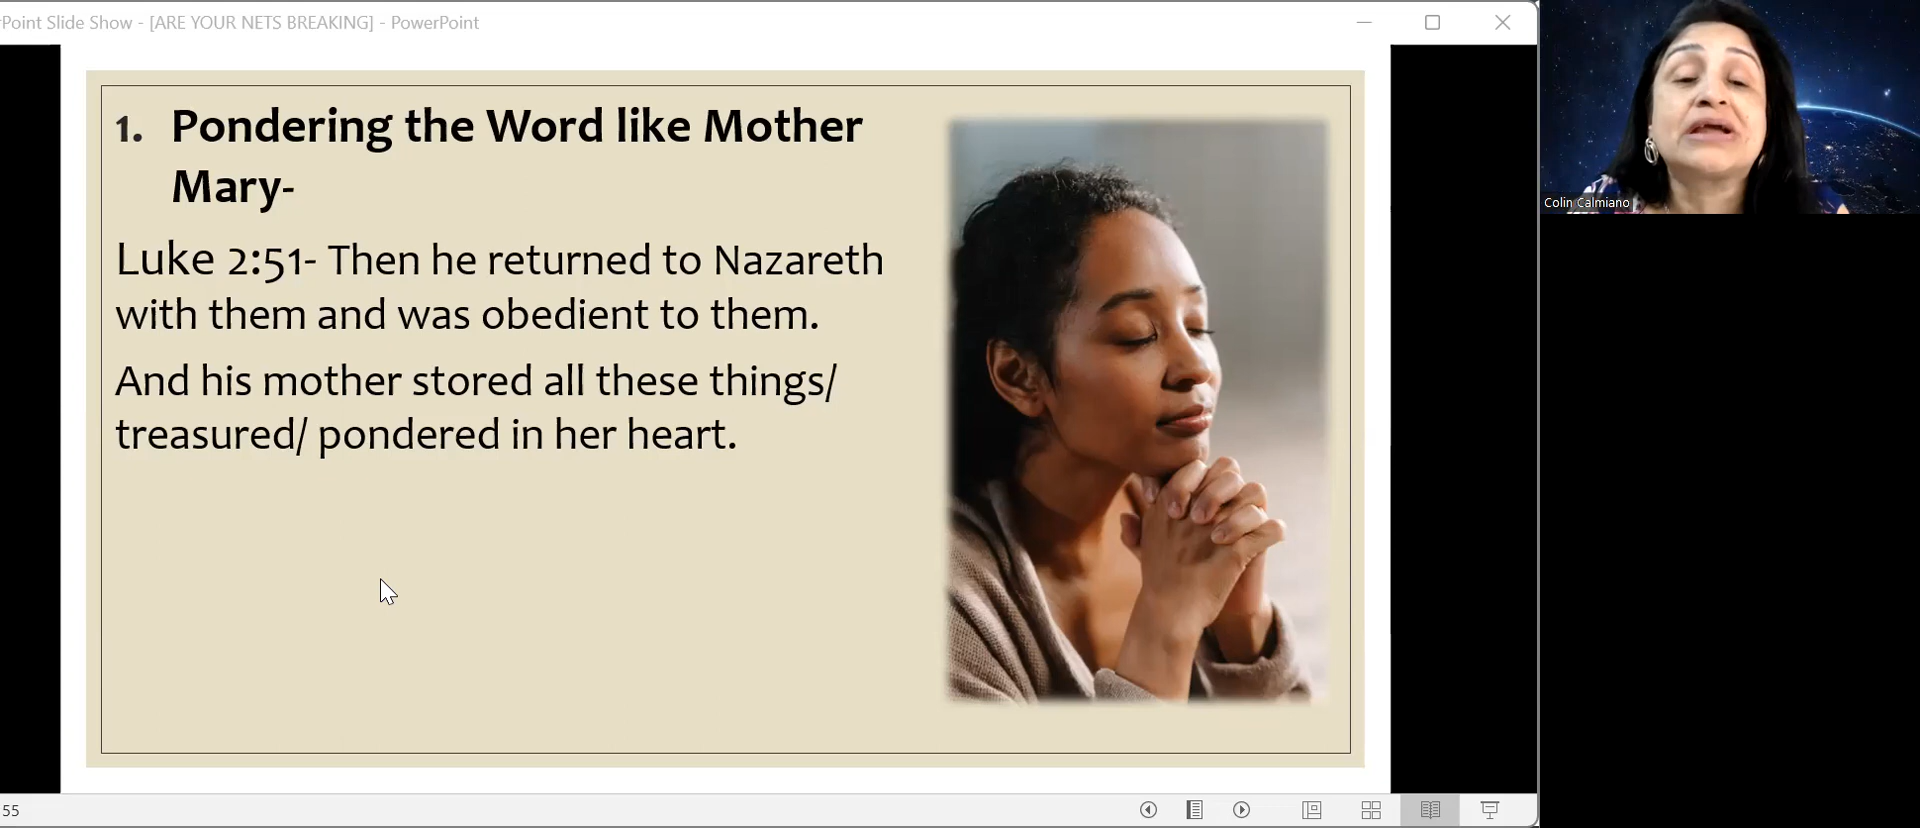 Point Slide Show - [ARE YOUR NETS BREAKING] - PowerPoint
1. Pondering the Word like Mother
Mary-
Luke 2:51- Then he returned to Nazareth
with them and was obedient to them.
And his mother stored all these things/
treasured/ pondered in her heart.
Colin Calmiano
55